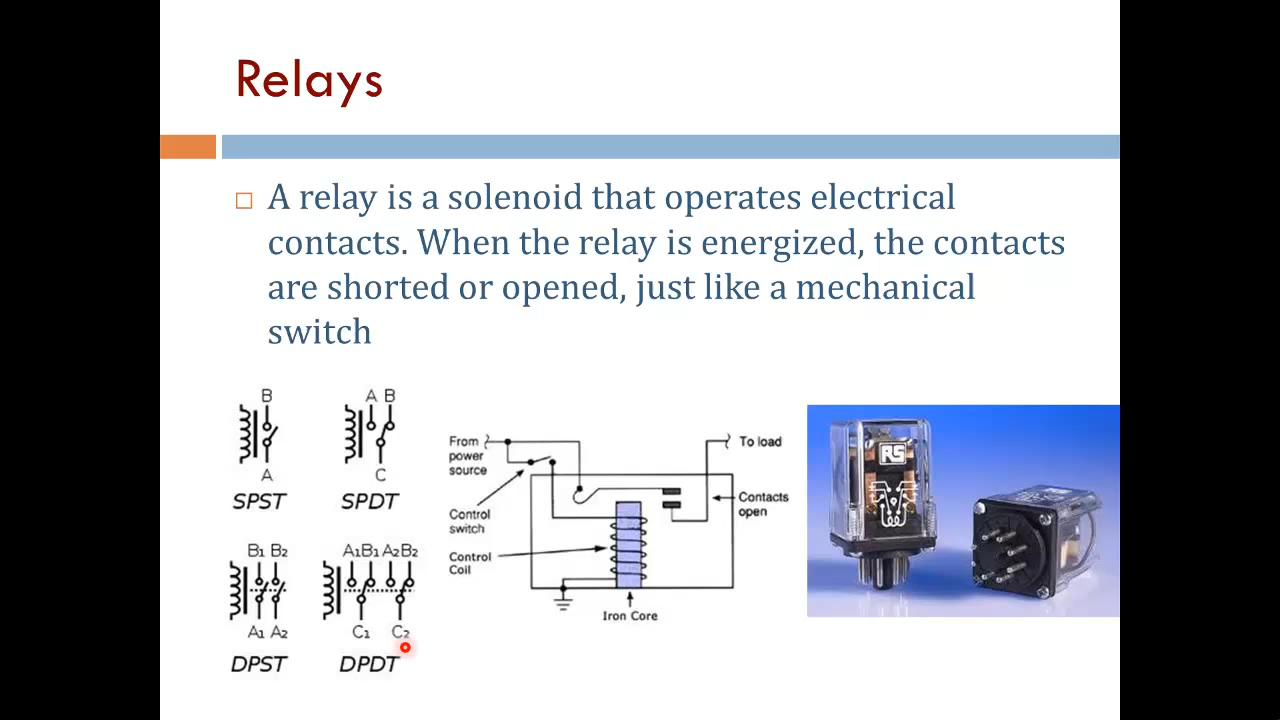 Relays
A relay is a solenoid that operates electrical
contacts. When the relay is energized, the contacts
are shorted or opened, just like a mechanical
switch
B
A
SPST
A B
C
SPDT
B1 B2
A1 A2
DPST
A1 B1 A2 B2
C1 C2
DPDT
From
power
source
To load
Contacts
open
Control
switch
Control
Coil
Iron Core
RS